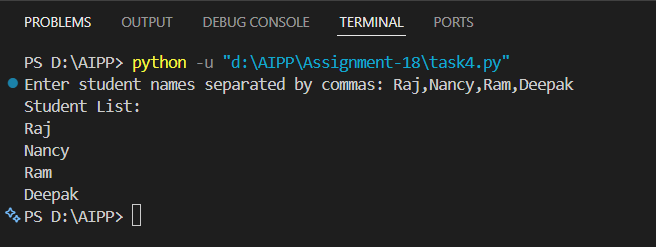 PROBLEMS OUTPUT DEBUG CONSOLE TERMINAL PORTS
PS D:\AIPP> python -u "d:\AIPP\Assignment-18\task4.py"
Enter student names separated by commas: Raj,Nancy,Ram,Deepak
Student List:
Raj
Nancy
Ram
Deepak
PS D:\AIPP>